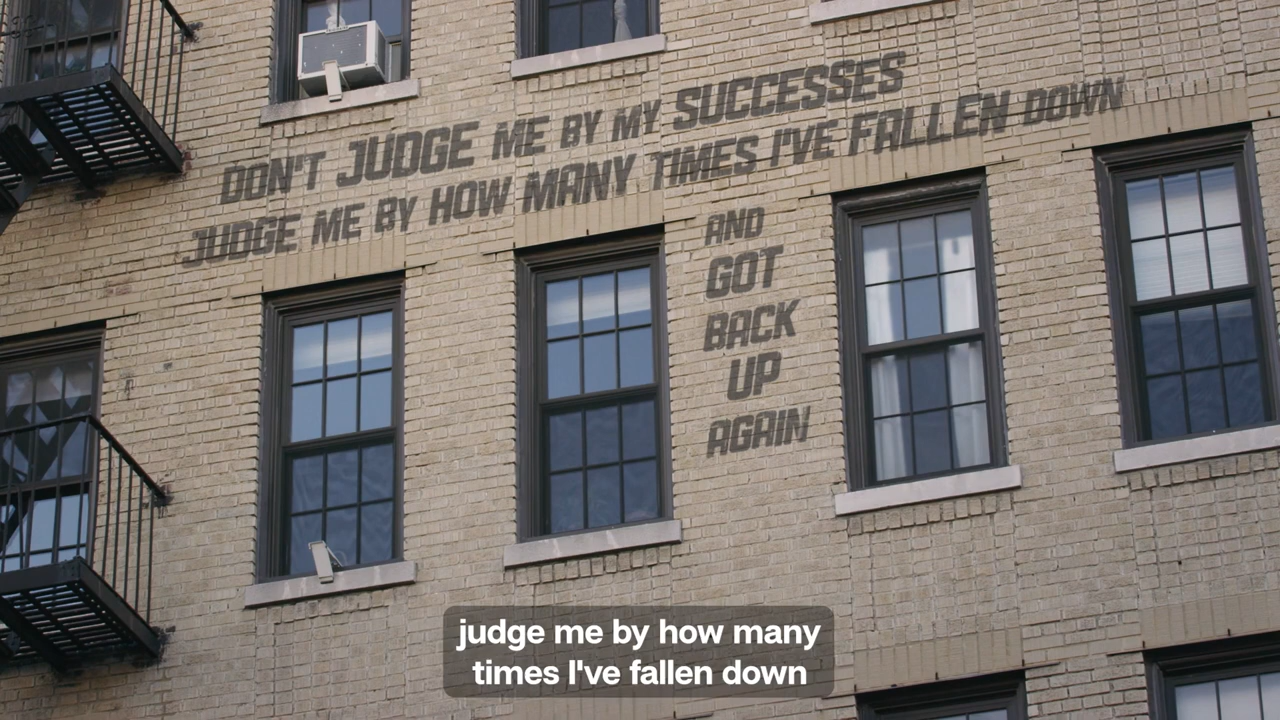 DON'T JUDGE ME BY MY SUCCESSES
JUDGE ME BY HOW MANY TIMES I'VE FALLEN DOWN
AND
GOT
BACK
UP
AGAIN
judge me by how many
times I've fallen down